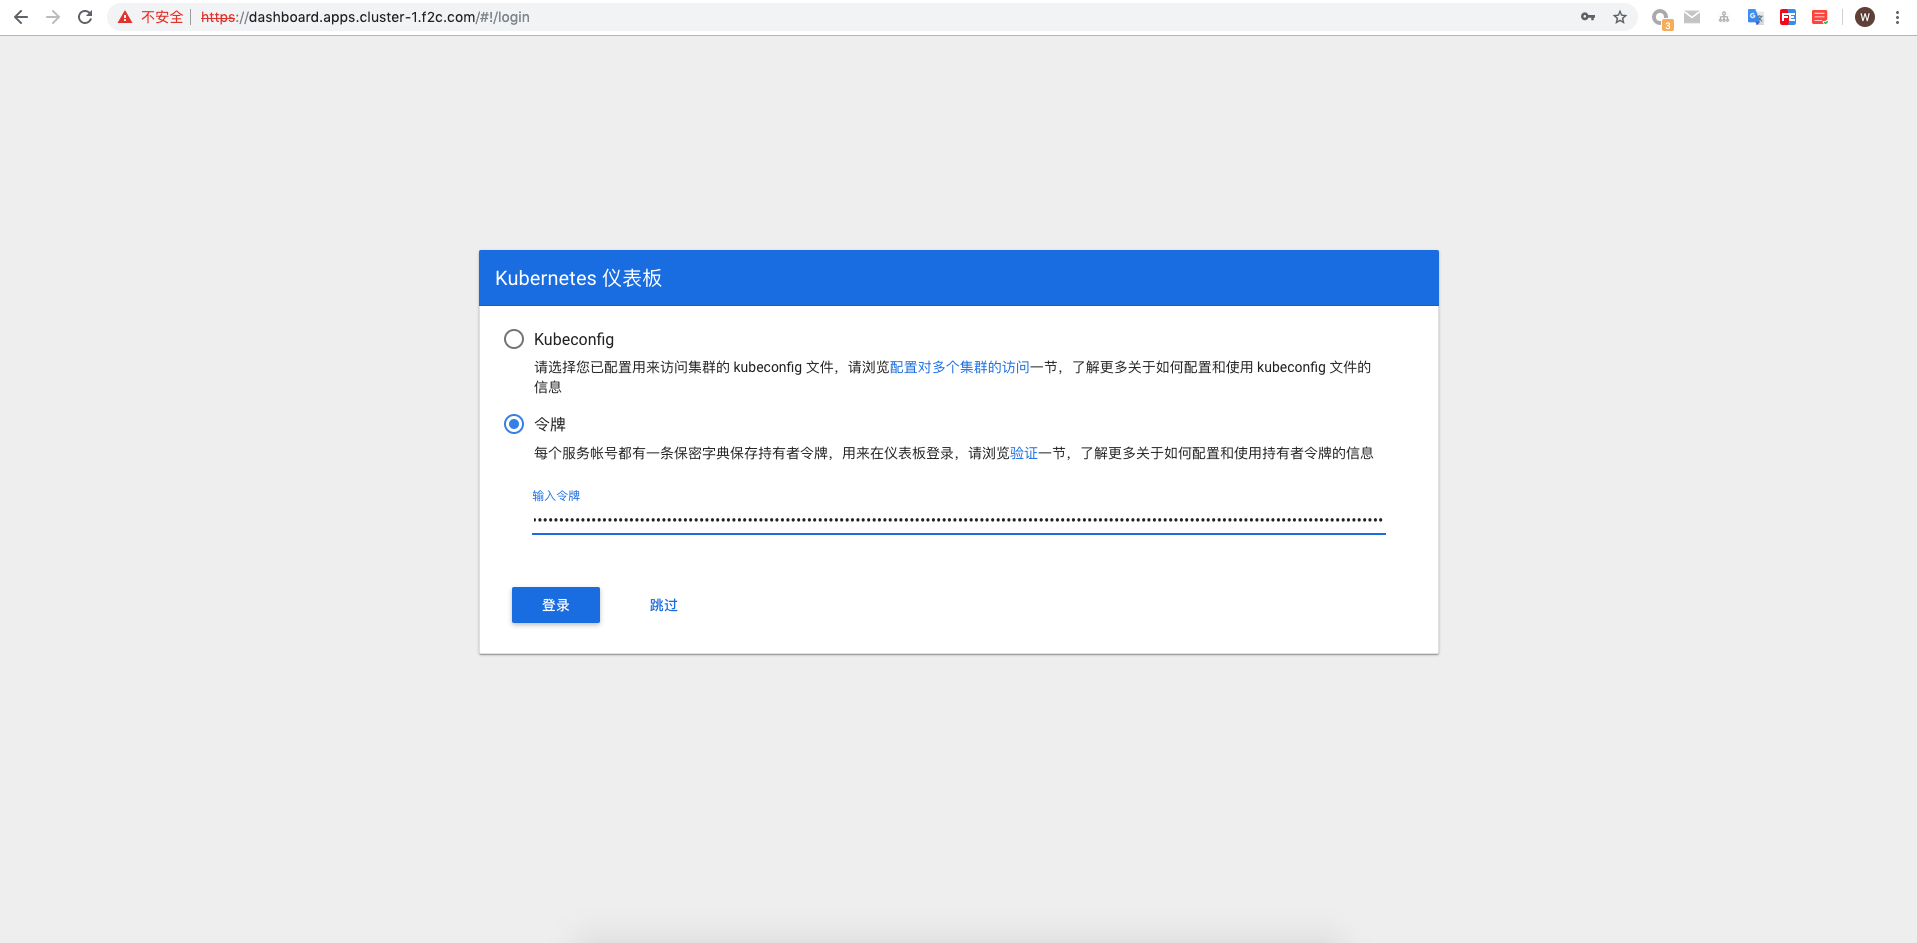 不安全 | https://dashboard.apps.cluster-1.f2c.com/#!/login
3
W
Kubernetes 仪表板
Kubeconfig
请选择您已配置用来访问集群的 kubeconfig 文件，请浏览配置对多个集群的访问一节，了解更多关于如何配置和使用 kubeconfig 文件的
信息
令牌
每个服务帐号都有一条保密字典保存持有者令牌，用来在仪表板登录，请浏览验证一节，了解更多关于如何配置和使用持有者令牌的信息
输入令牌
登录 跳过